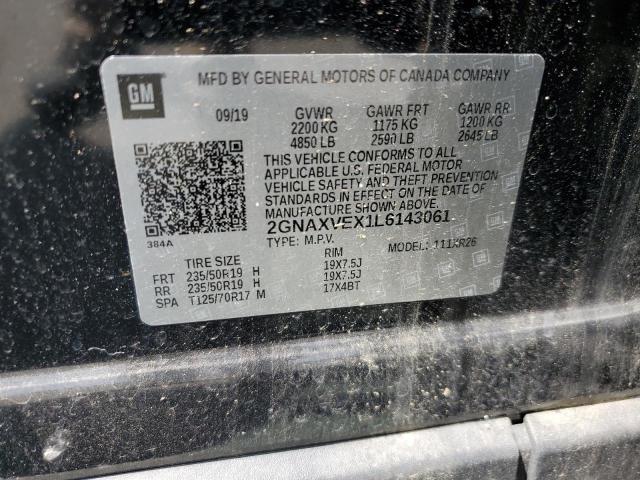 GM
MFD BY GENERAL MOTORS OF CANADA COMPANY
09/19 GVWR GAWR FRT GAWR RR
2200 KG 1175 KG 1200 KG
4850 LB 2590 LB 2645 LB
THIS VEHICLE CONFORMS TO ALL
APPLICABLE U.S. FEDERAL MOTOR
VEHICLE SAFETY AND THEFT PREVENTION
STANDARDS IN EFFECT ON THE DATE OF
MANUFACTURE SHOWN ABOVE.
2GNAXVEX1L6143061
384A
TYPE: M.P.V. MODEL: 111XR26
TIRE SIZE RIM
FRT 235/50R19 H 19X7.5J
RR 235/50R19 H 19X7.5J
SPA T125/70R17 M 17X4BT